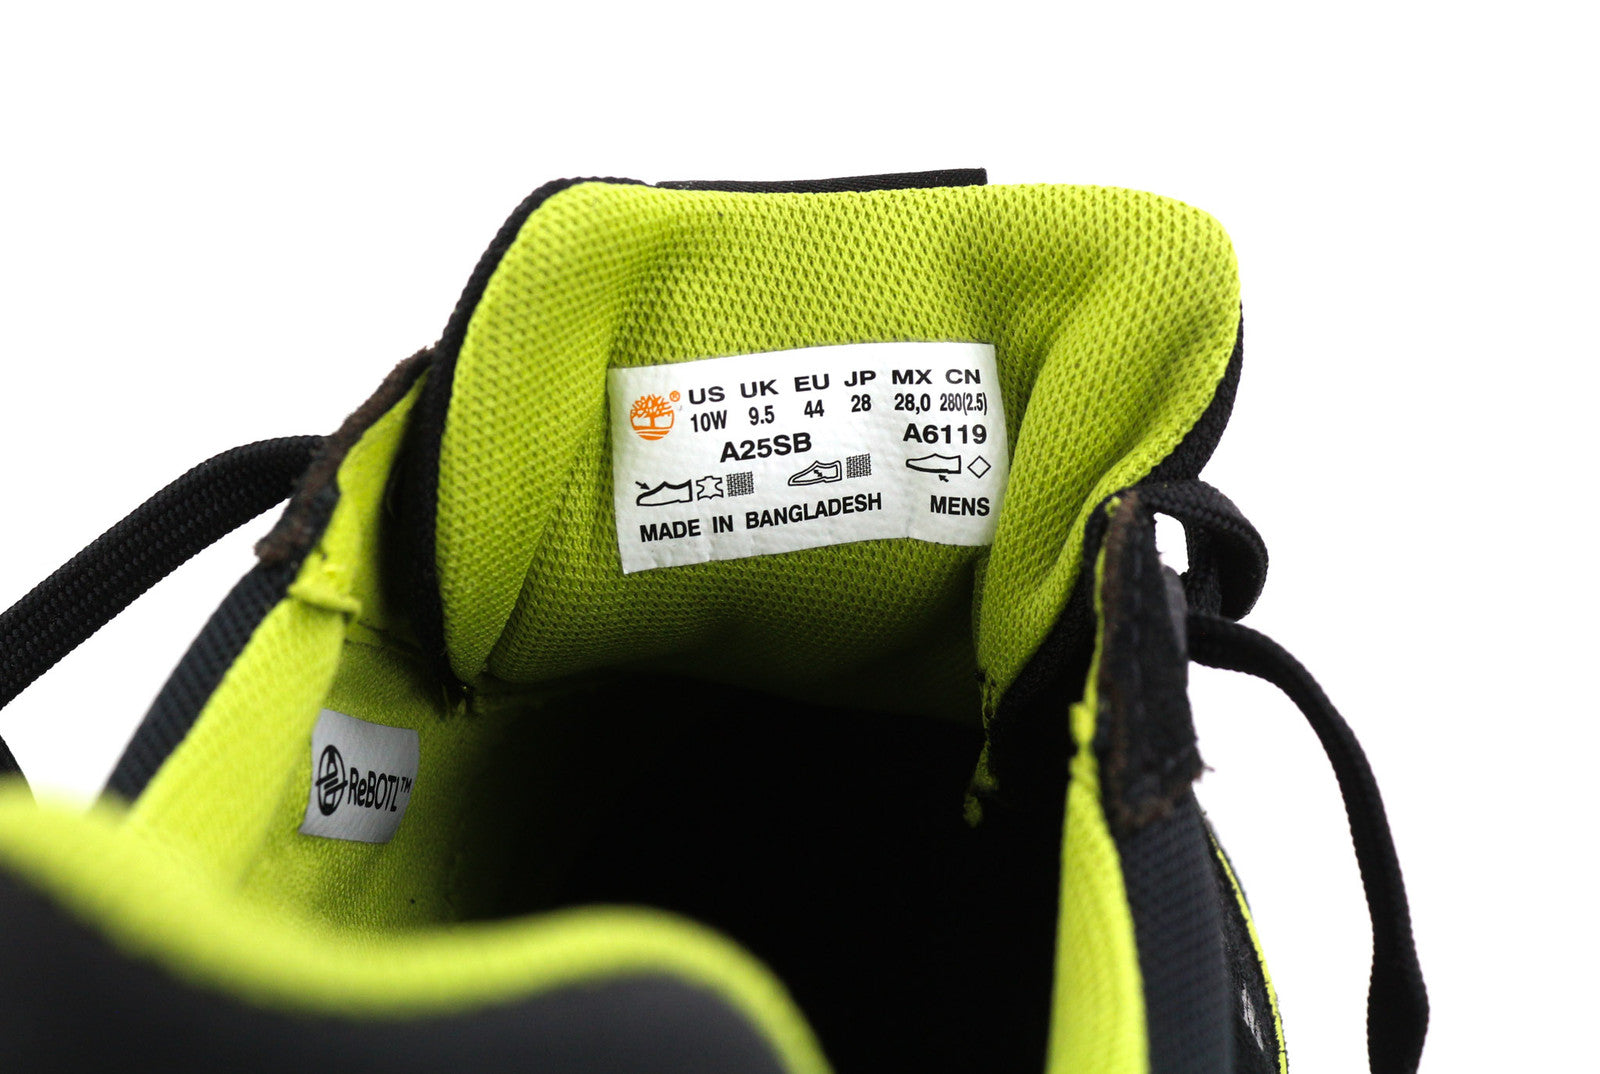 ® US UK EU JP MX CN
10W 9.5 44 28 28,0 280(2.5)
A25SB A6119
MADE IN BANGLADESH MENS
ReBOTL™